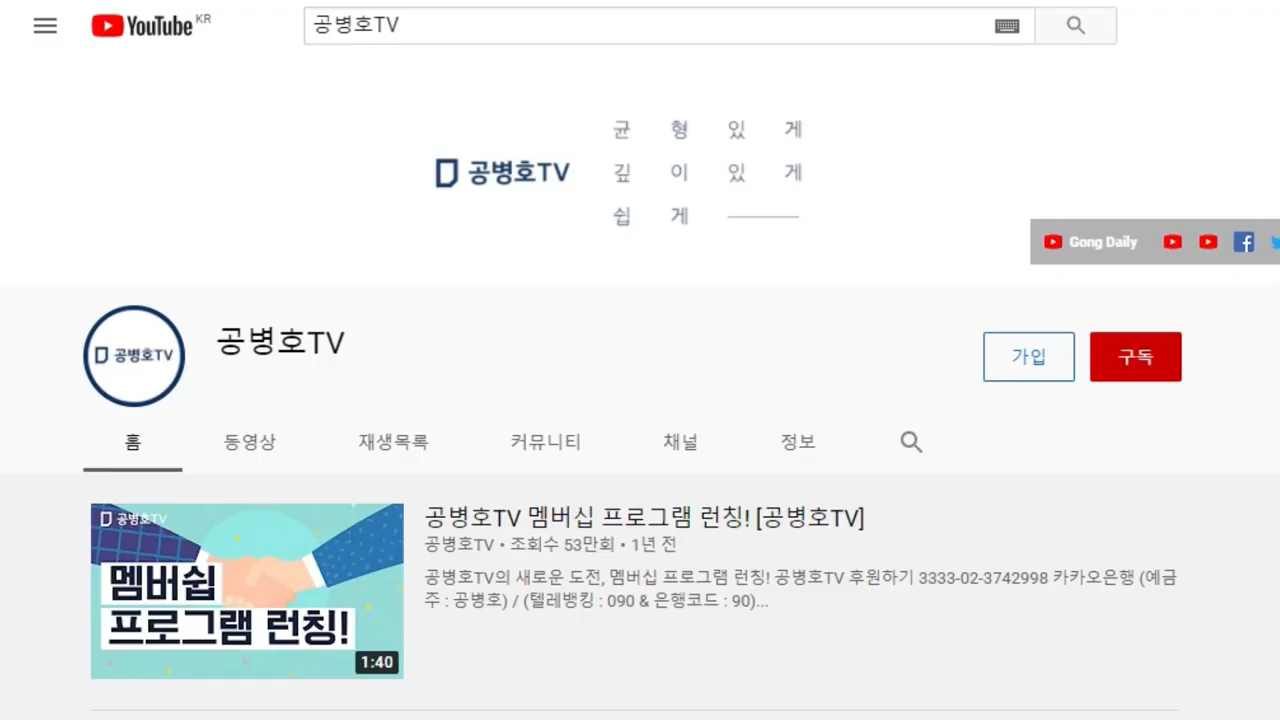 YouTube KR
공병호TV
균 형 있 게
공병호TV
깊 이 있 게
쉽 게
Gong Daily
공병호TV
공병호TV
가입
구독
홈
동영상
재생목록
커뮤니티
채널
정보
공병호TV
멤버쉽
프로그램 런칭!
1:40
공병호TV 멤버십 프로그램 런칭! [공병호TV]
공병호TV • 조회수 53만회 • 1년 전
공병호TV의 새로운 도전, 멤버십 프로그램 런칭! 공병호TV 후원하기 3333-02-3742998 카카오은행 (예금
주 : 공병호) / (텔레뱅킹 : 090 & 은행코드 : 90)...